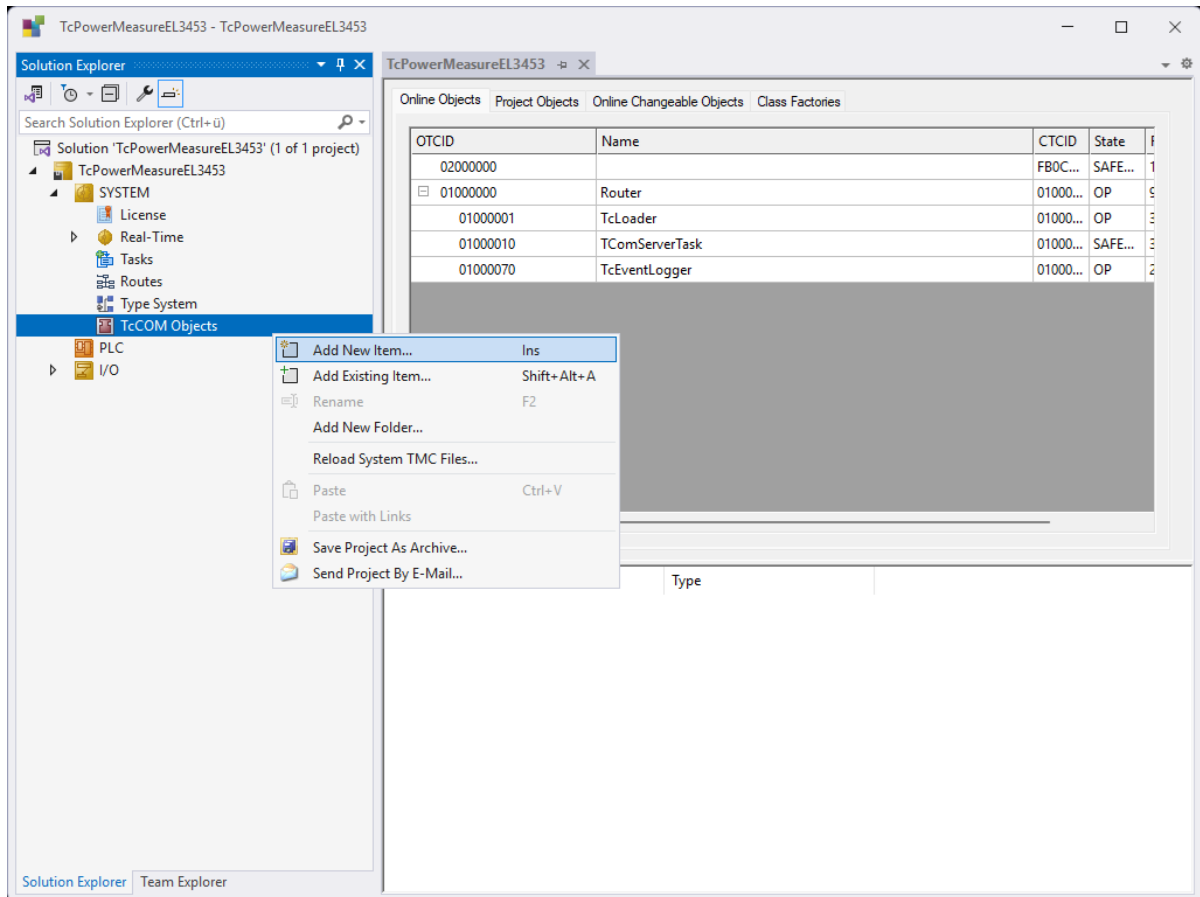 TcPowerMeasureEL3453 - TcPowerMeasureEL3453
Solution Explorer
Search Solution Explorer (Ctrl+ü)
Solution 'TcPowerMeasureEL3453' (1 of 1 project)
TcPowerMeasureEL3453
SYSTEM
License
Real-Time
Tasks
Routes
Type System
TcCOM Objects
PLC
I/O
Solution Explorer Team Explorer
TcPowerMeasureEL3453
Online Objects Project Objects Online Changeable Objects Class Factories
OTCID Name CTCID State
02000000 FB0C... SAFE... 1
01000000 Router 01000... OP 9
01000001 TcLoader 01000... OP 3
01000010 TComServerTask 01000... SAFE... 3
01000070 TcEventLogger 01000... OP 2
Add New Item... Ins
Add Existing Item... Shift+Alt+A
Rename F2
Add New Folder...
Reload System TMC Files...
Paste Ctrl+V
Paste with Links
Save Project As Archive...
Send Project By E-Mail...
Type